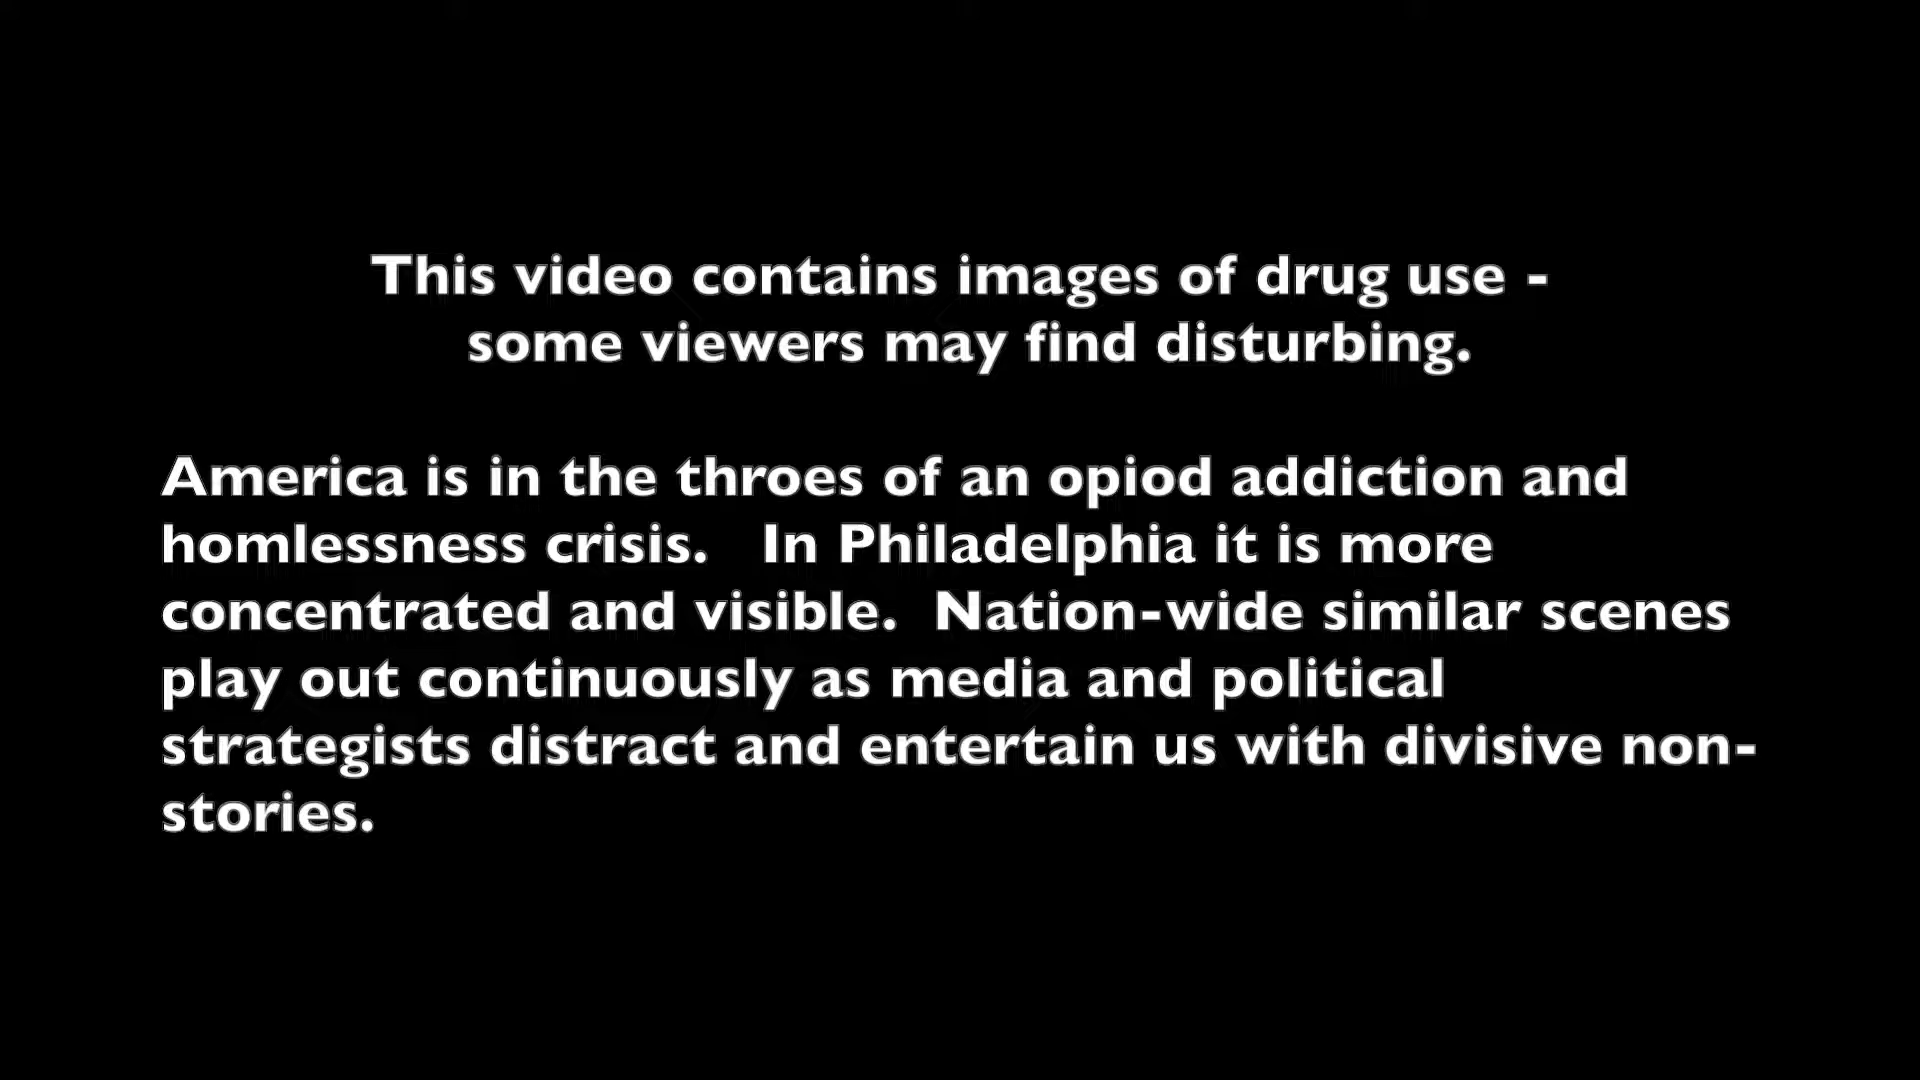 This video contains images of drug use -
some viewers may find disturbing.
America is in the throes of an opiod addiction and
homlessness crisis.   In Philadelphia it is more
concentrated and visible.  Nation-wide similar scenes
play out continuously as media and political
strategists distract and entertain us with divisive non-
stories.